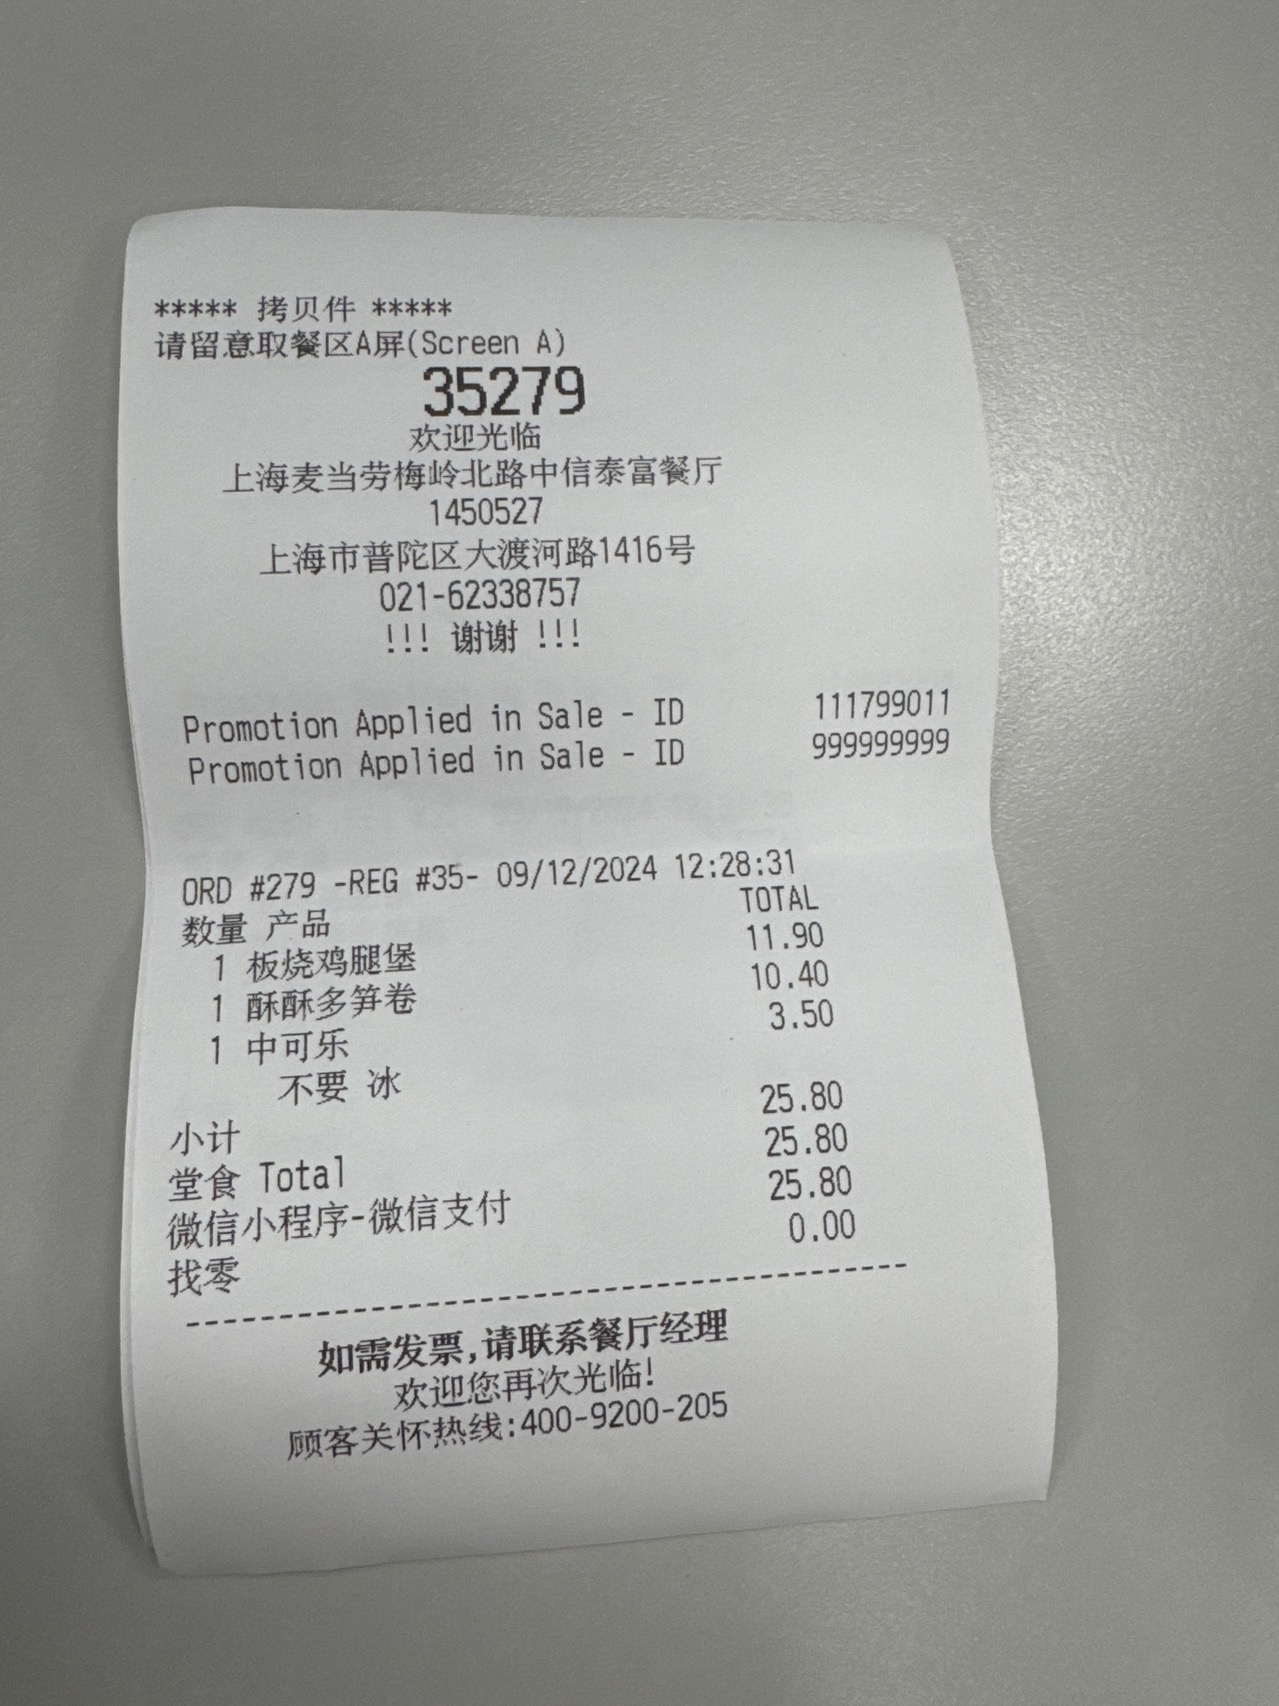 ***** 拷贝件 *****
请留意取餐区A屏(Screen A)
35279
欢迎光临
上海麦当劳梅岭北路中信泰富餐厅
1450527
上海市普陀区大渡河路1416号
021-62338757
!!! 谢谢 !!!
Promotion Applied in Sale - ID 111799011
Promotion Applied in Sale - ID 999999999
ORD #279 -REG #35- 09/12/2024 12:28:31
数量 产品 TOTAL
1 板烧鸡腿堡 11.90
1 酥酥多笋卷 10.40
1 中可乐 3.50
不要 冰
小计 25.80
堂食 Total 25.80
微信小程序-微信支付 25.80
找零 0.00
--------------------------------------------
如需发票,请联系餐厅经理
欢迎您再次光临!
顾客关怀热线:400-9200-205